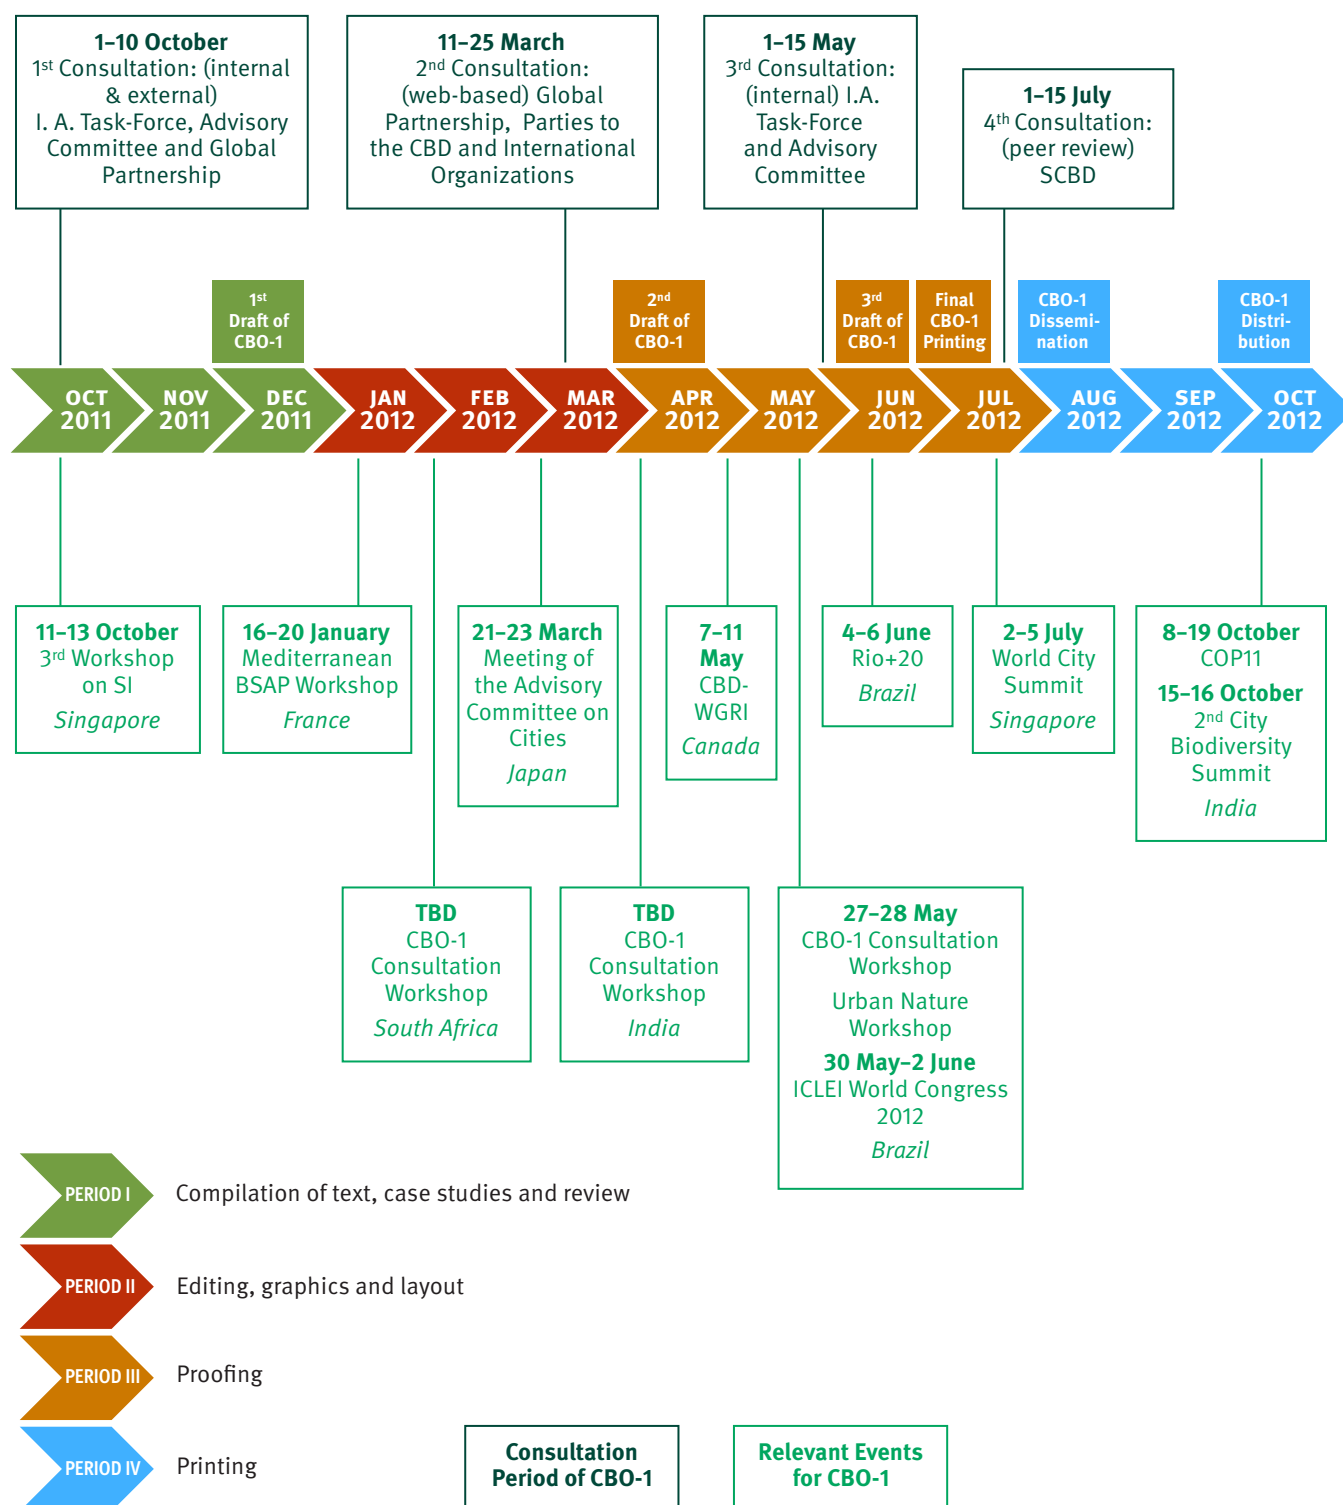 1–10 October
1st Consultation: (internal
& external)
I. A. Task-Force, Advisory
Committee and Global
Partnership
11–25 March
2nd Consultation:
(web-based) Global
Partnership, Parties to
the CBD and International
Organizations
1–15 May
3rd Consultation:
(internal) I.A.
Task-Force
and Advisory
Committee
1–15 July
4th Consultation:
(peer review)
SCBD
1st
Draft of
CBO-1
2nd
Draft of
CBO-1
3rd
Draft of
CBO-1
Final
CBO-1
Printing
CBO-1
Dissemi-
nation
CBO-1
Distri-
bution
OCT
2011
NOV
2011
DEC
2011
JAN
2012
FEB
2012
MAR
2012
APR
2012
MAY
2012
JUN
2012
JUL
2012
AUG
2012
SEP
2012
OCT
2012
11–13 October
3rd Workshop
on SI
Singapore
16–20 January
Mediterranean
BSAP Workshop
France
21–23 March
Meeting of
the Advisory
Committee on
Cities
Japan
7–11
May
CBD-
WGRI
Canada
4–6 June
Rio+20
Brazil
2–5 July
World City
Summit
Singapore
8–19 October
COP11
15–16 October
2nd City
Biodiversity
Summit
India
TBD
CBO-1
Consultation
Workshop
South Africa
TBD
CBO-1
Consultation
Workshop
India
27–28 May
CBO-1 Consultation
Workshop
Urban Nature
Workshop
30 May–2 June
ICLEI World Congress
2012
Brazil
PERIOD I
Compilation of text, case studies and review
PERIOD II
Editing, graphics and layout
PERIOD III
Proofing
PERIOD IV
Printing
Consultation
Period of CBO-1
Relevant Events
for CBO-1